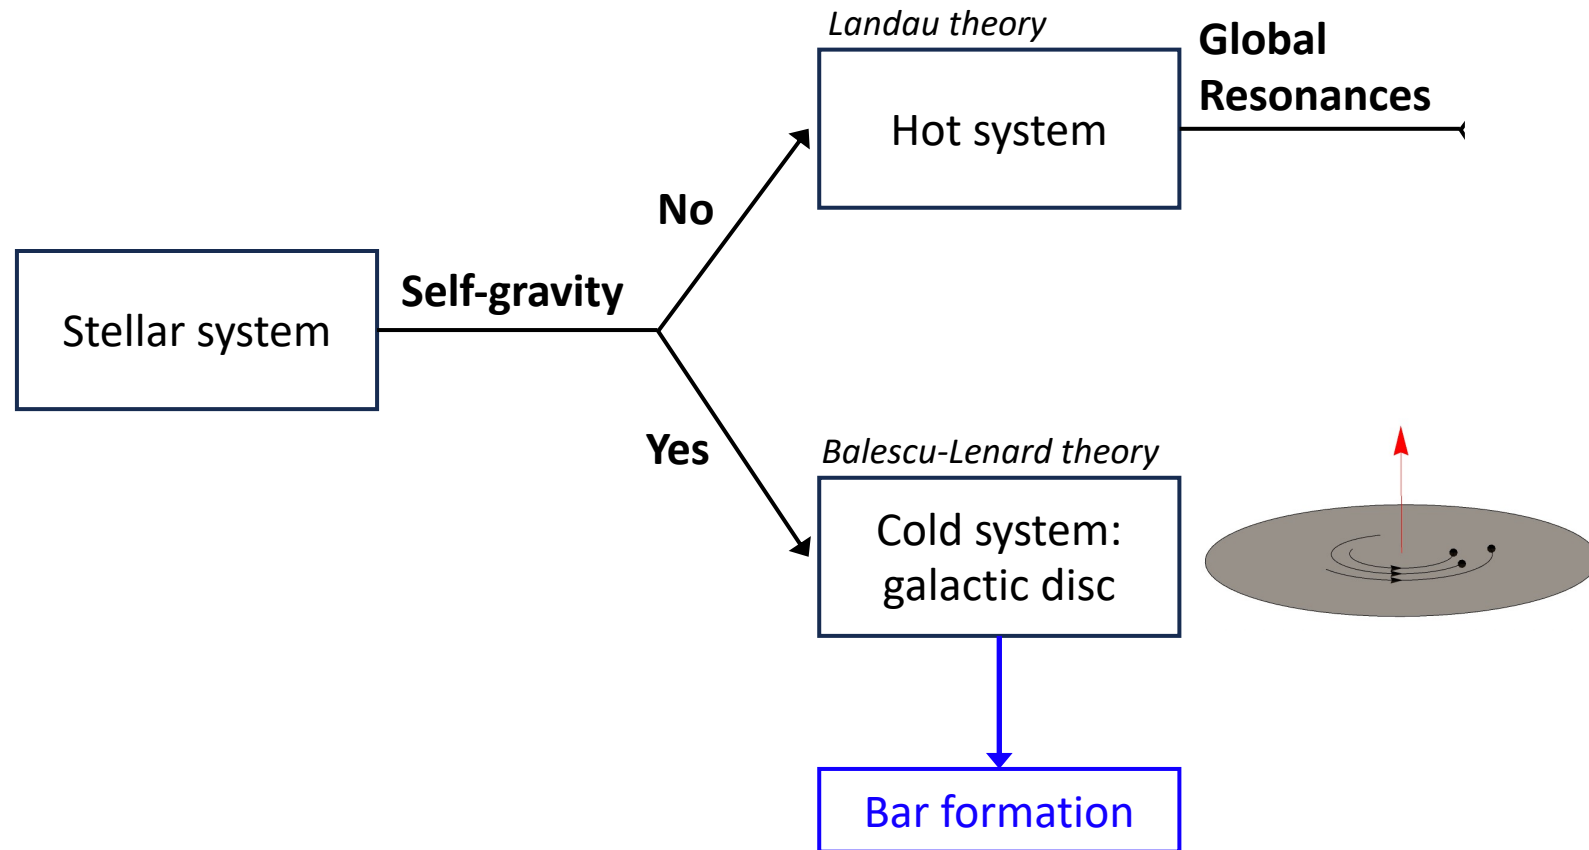 Landau theory
Global
Resonances
Hot system
No
Self-gravity
Stellar system
Yes
Balescu-Lenard theory
Cold system:
galactic disc
Bar formation